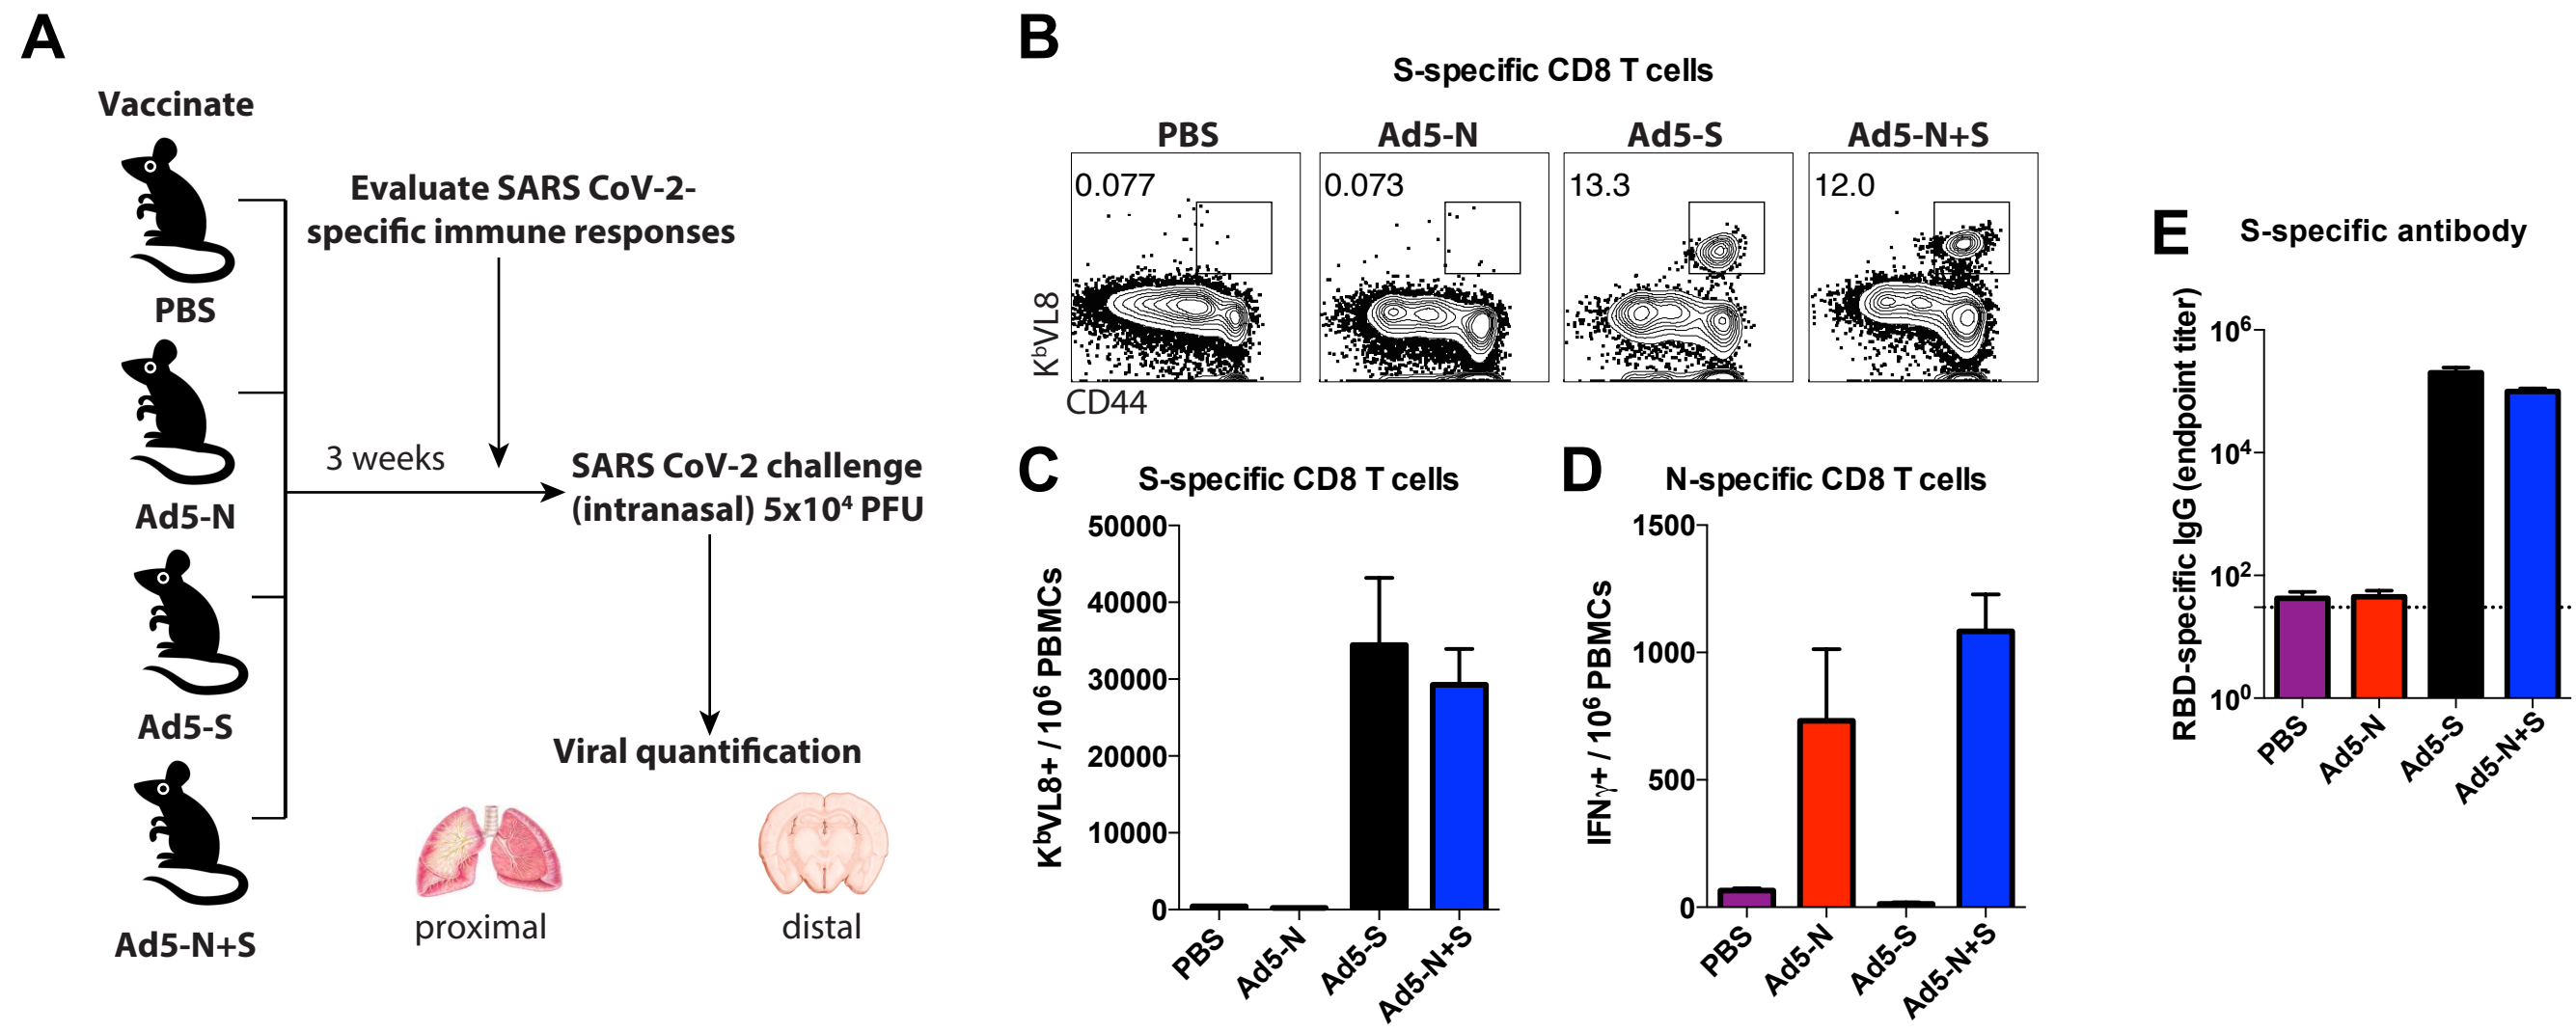 A
Vaccinate
PBS
Ad5-N
Ad5-S
Ad5-N+S
Evaluate SARS CoV-2-
specific immune responses
3 weeks
SARS CoV-2 challenge
(intranasal) 5x10⁴ PFU
Viral quantification
proximal
distal
B
S-specific CD8 T cells
PBS
Ad5-N
Ad5-S
Ad5-N+S
0.077
0.073
13.3
12.0
KᵇVL8
CD44
C
S-specific CD8 T cells
KᵇVL8+ / 10⁶ PBMCs
50000
40000
30000
20000
10000
0
PBS
Ad5-N
Ad5-S
Ad5-N+S
D
N-specific CD8 T cells
IFNγ+ / 10⁶ PBMCs
1500
1000
500
0
PBS
Ad5-N
Ad5-S
Ad5-N+S
E
S-specific antibody
RBD-specific IgG (endpoint titer)
10⁶
10⁴
10²
10⁰
PBS
Ad5-N
Ad5-S
Ad5-N+S